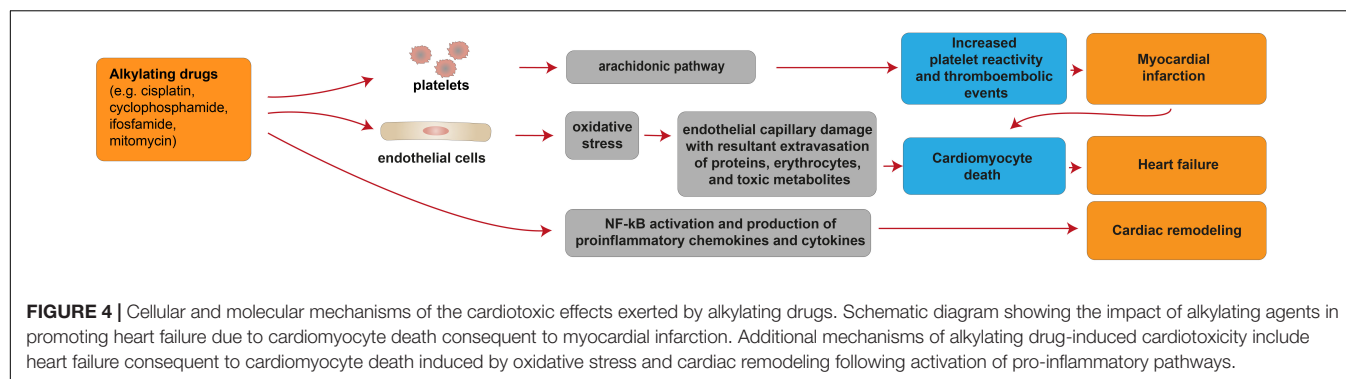 Alkylating drugs
(e.g. cisplatin,
cyclophosphamide,
ifosfamide,
mitomycin)
platelets
arachidonic pathway
Increased
platelet reactivity
and thromboembolic
events
Myocardial
infarction
endothelial cells
oxidative
stress
endothelial capillary damage
with resultant extravasation
of proteins, erythrocytes,
and toxic metabolites
Cardiomyocyte
death
Heart failure
NF-kB activation and production of
proinflammatory chemokines and cytokines
Cardiac remodeling
FIGURE 4 | Cellular and molecular mechanisms of the cardiotoxic effects exerted by alkylating drugs. Schematic diagram showing the impact of alkylating agents in
promoting heart failure due to cardiomyocyte death consequent to myocardial infarction. Additional mechanisms of alkylating drug-induced cardiotoxicity include
heart failure consequent to cardiomyocyte death induced by oxidative stress and cardiac remodeling following activation of pro-inflammatory pathways.